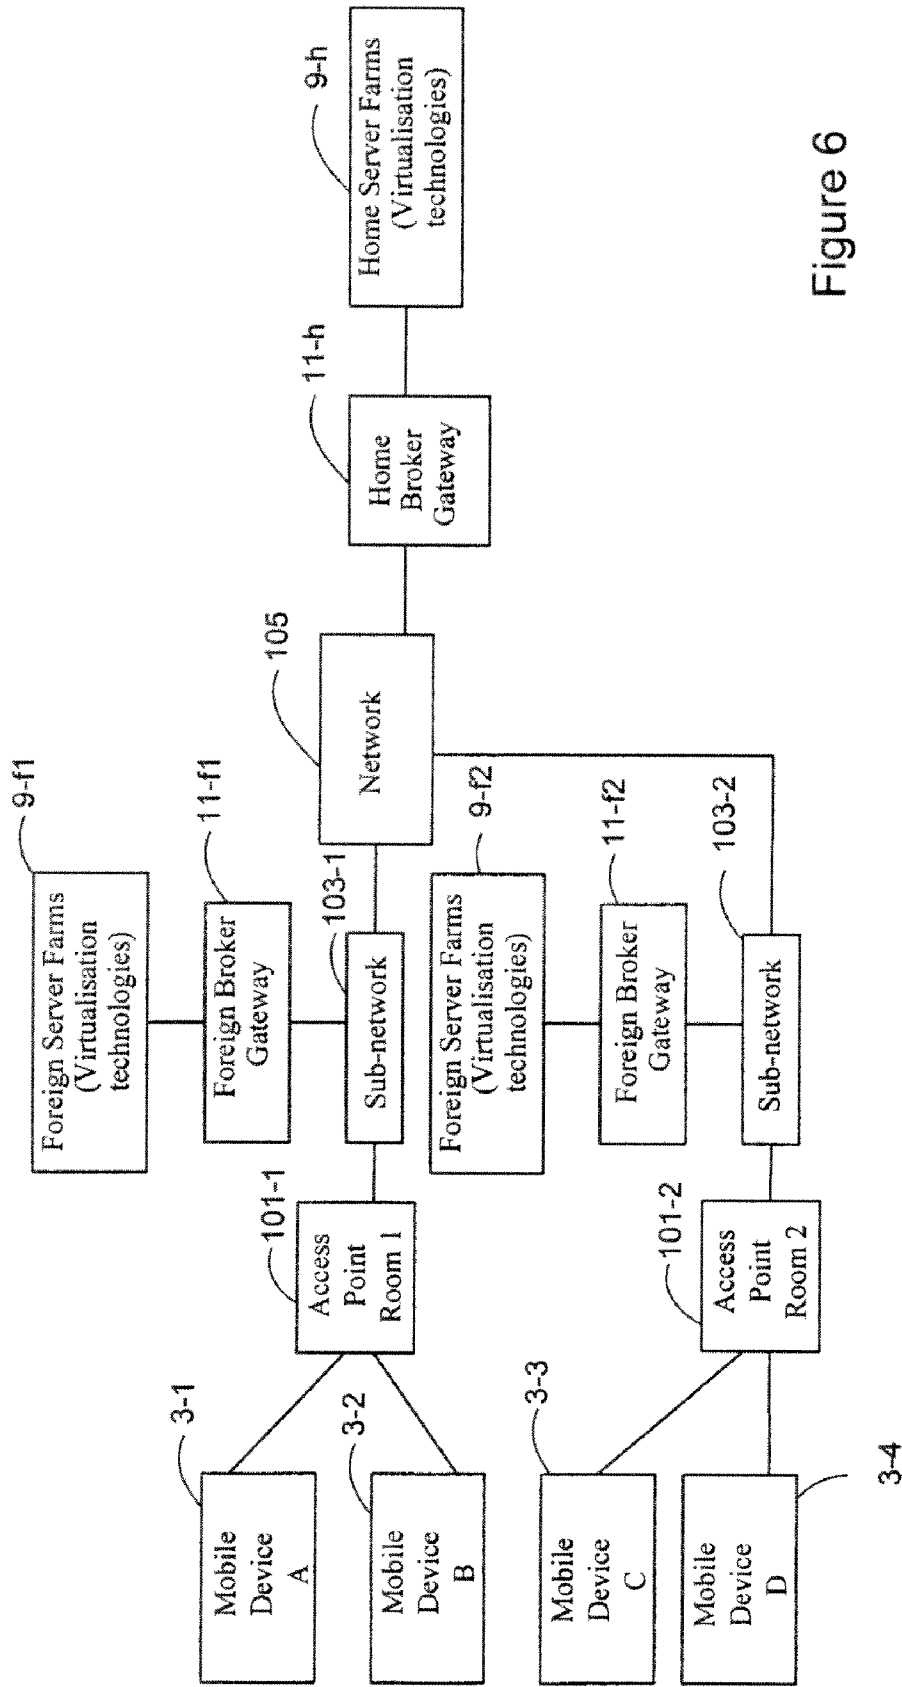 9-f1
Foreign Server Farms
(Virtualisation
technologies)
11-f1
Foreign Broker
Gateway
3-1
Mobile
Device
A
101-1
Access
Point
Room 1
103-1
Sub-network
105
Network
11-h
Home
Broker
Gateway
9-h
Home Server Farms
(Virtualisation
technologies)
3-2
Mobile
Device
B
9-f2
Foreign Server Farms
(Virtualisation
technologies)
11-f2
Foreign Broker
Gateway
3-3
Mobile
Device
C
101-2
Access
Point
Room 2
103-2
Sub-network
Mobile
Device
D
3-4
Figure 6